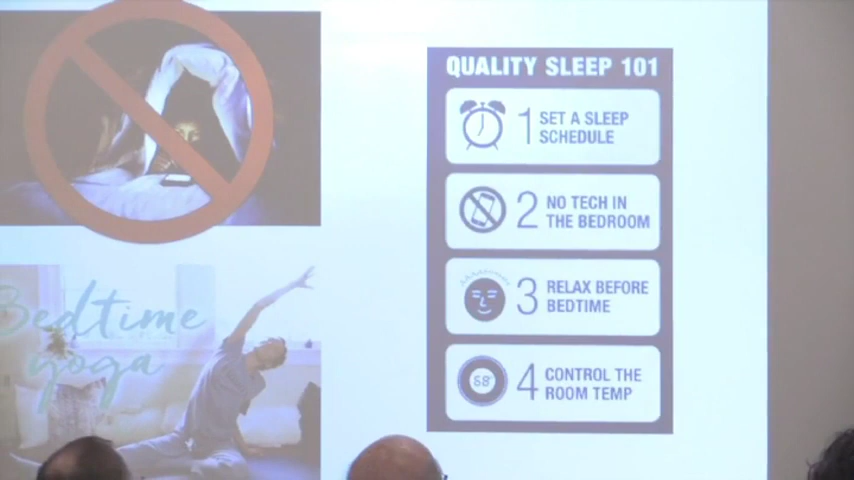 QUALITY SLEEP 101
1 SET A SLEEP
SCHEDULE
2 NO TECH IN
THE BEDROOM
3 RELAX BEFORE
BEDTIME
68° 4 CONTROL THE
ROOM TEMP
Bedtime
yoga